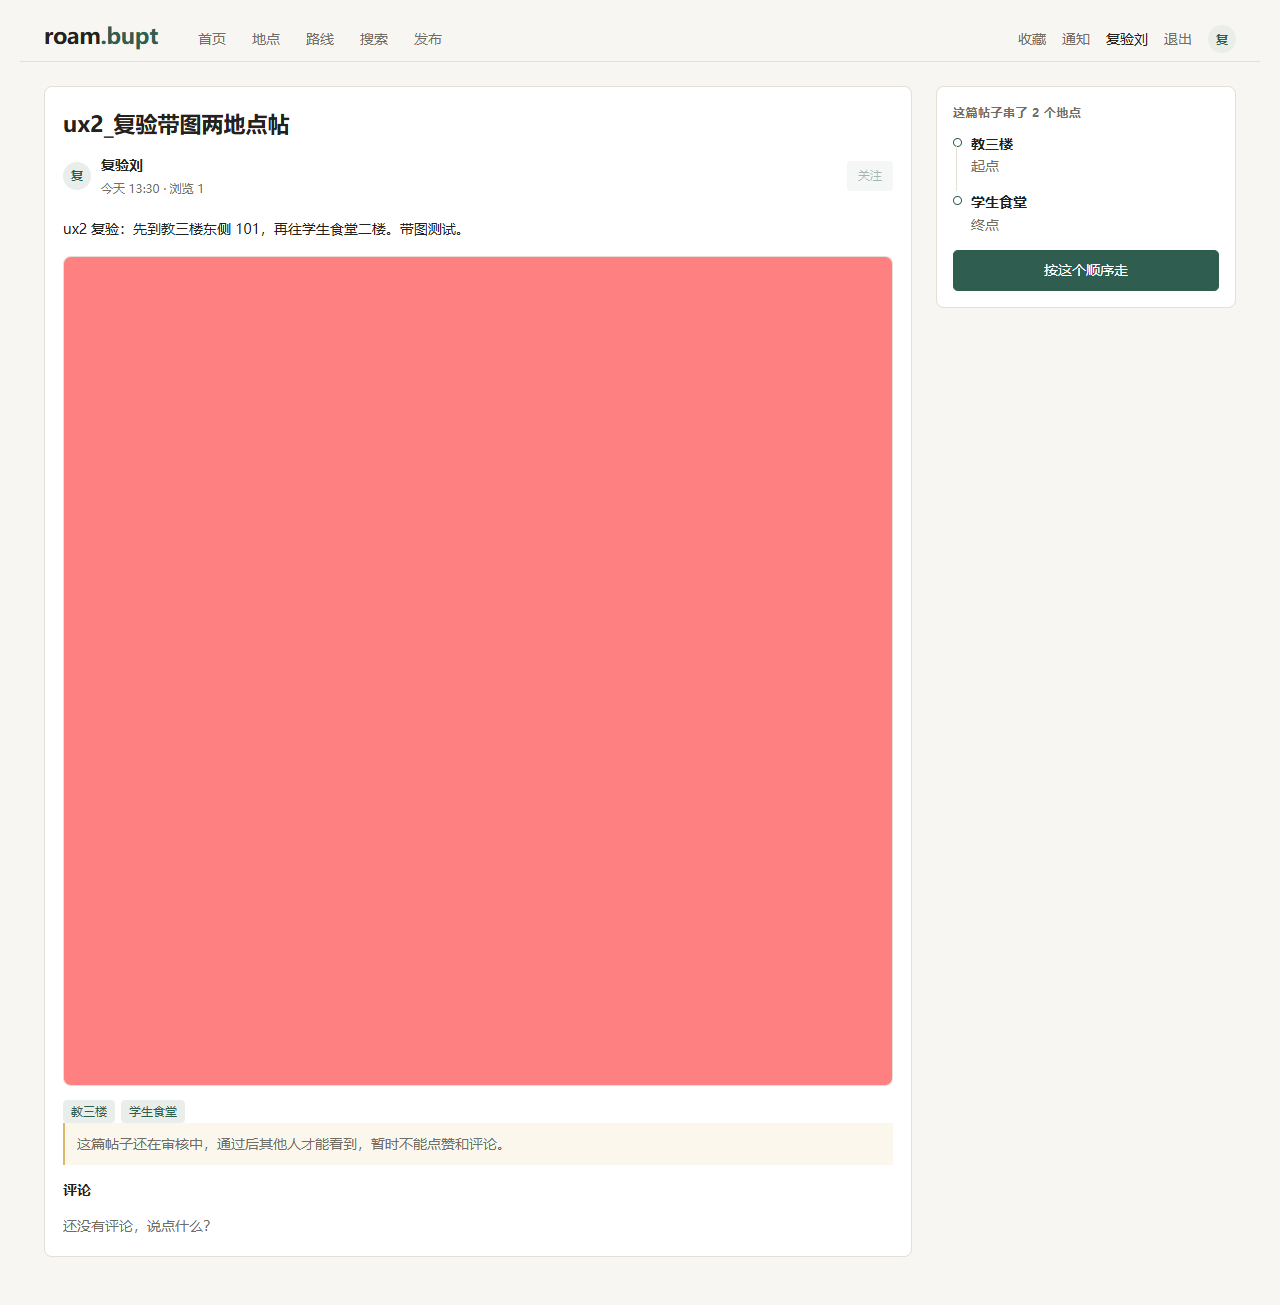 roam.bupt 首页 地点 路线 搜索 发布 收藏 通知 复验刘 退出 复
ux2_复验带图两地点帖
复 复验刘
今天 13:30 · 浏览 1
关注
ux2 复验：先到教三楼东侧 101，再往学生食堂二楼。带图测试。
教三楼 学生食堂
这篇帖子还在审核中，通过后其他人才能看到，暂时不能点赞和评论。
评论
还没有评论，说点什么？
这篇帖子串了 2 个地点
教三楼
起点
学生食堂
终点
按这个顺序走